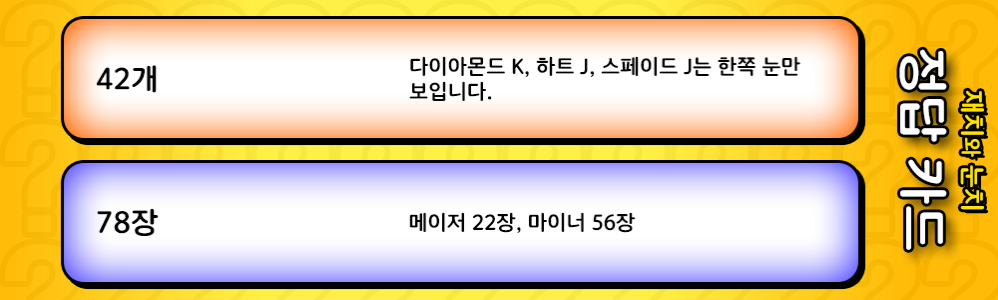 42개
다이아몬드 K, 하트 J, 스페이드 J는 한쪽 눈만
보입니다.
78장
메이저 22장, 마이너 56장
재치와 눈치
정답 카드